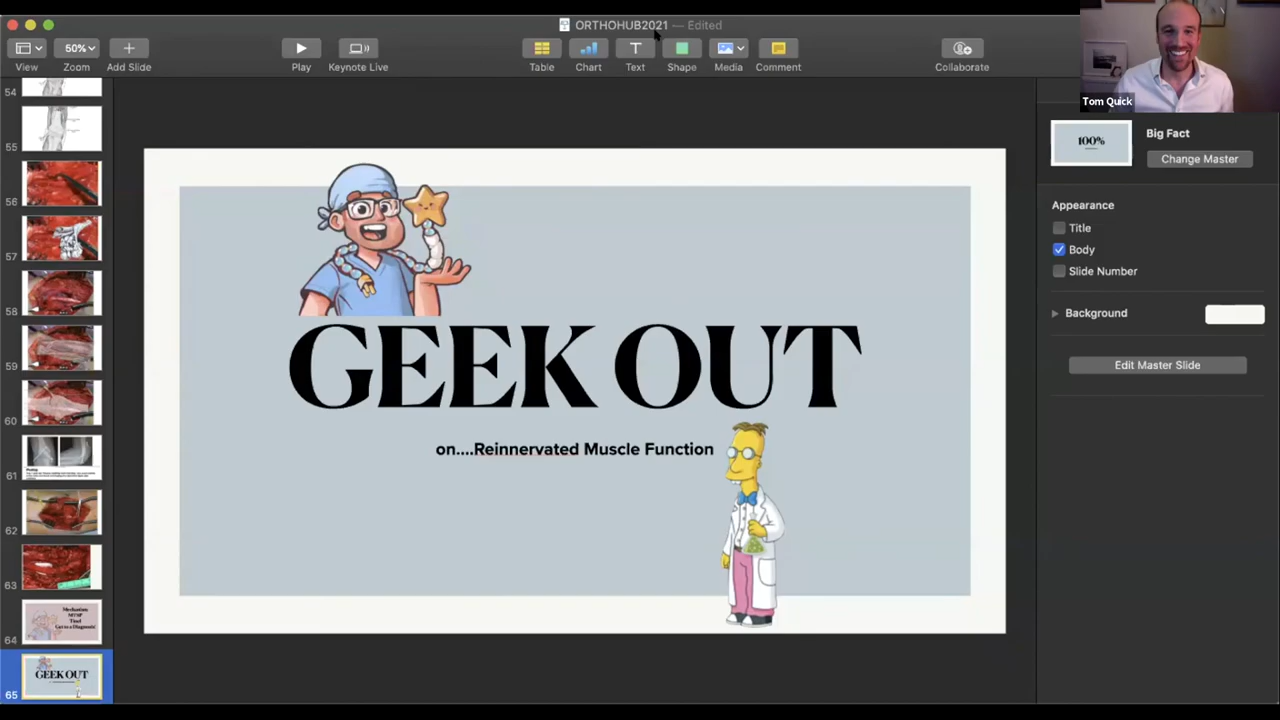 ORTHOHUB2021 — Edited
View
50%
Zoom
Add Slide
Play
Keynote Live
Table
Chart
Text
Shape
Media
Comment
Collaborate
Tom Quick
54
55
56
57
58
59
60
61
62
63
64
65
GEEK OUT
on....Reinnervated Muscle Function
GEEK OUT
100%
Big Fact
Change Master
Appearance
Title
Body
Slide Number
Background
Edit Master Slide